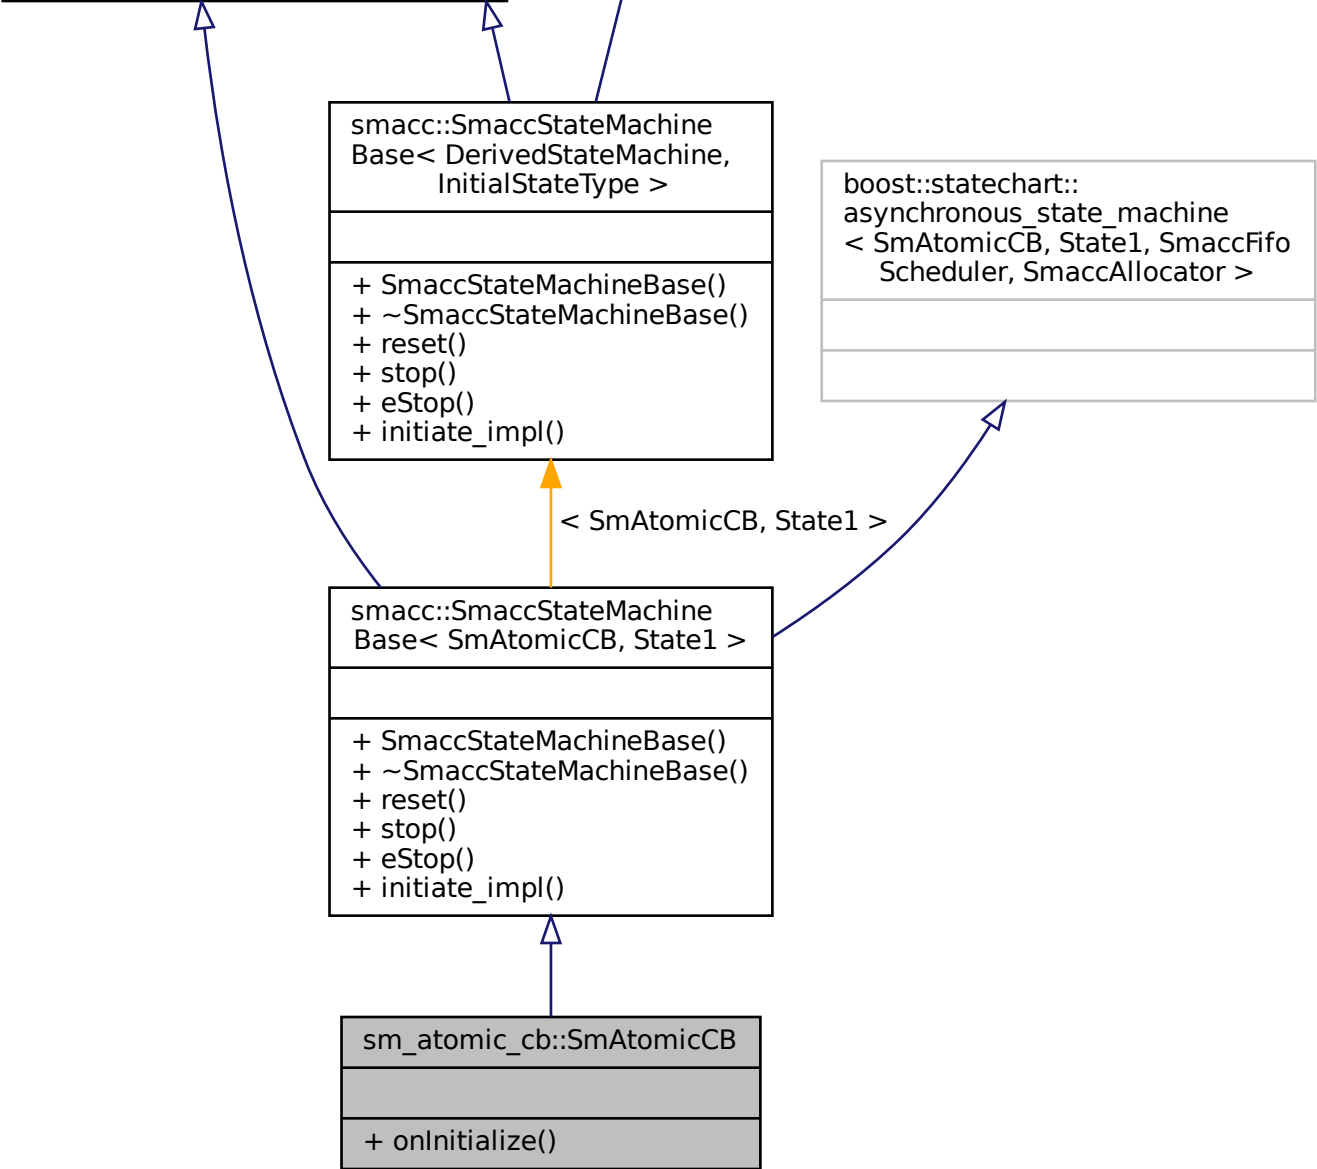 smacc::SmaccStateMachine
Base< DerivedStateMachine,
InitialStateType >
+ SmaccStateMachineBase()
+ ~SmaccStateMachineBase()
+ reset()
+ stop()
+ eStop()
+ initiate_impl()
boost::statechart::
asynchronous_state_machine
< SmAtomicCB, State1, SmaccFifo
Scheduler, SmaccAllocator >
< SmAtomicCB, State1 >
smacc::SmaccStateMachine
Base< SmAtomicCB, State1 >
+ SmaccStateMachineBase()
+ ~SmaccStateMachineBase()
+ reset()
+ stop()
+ eStop()
+ initiate_impl()
sm_atomic_cb::SmAtomicCB
+ onInitialize()